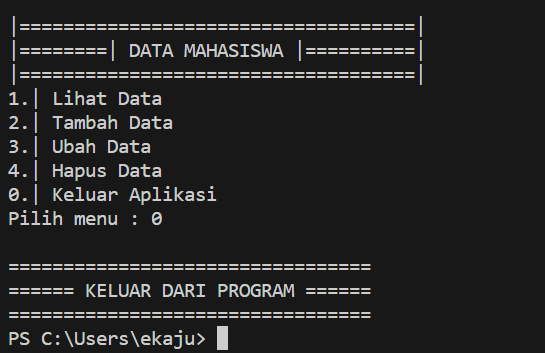 |====================================|
|========| DATA MAHASISWA |==========|
|====================================|
1.| Lihat Data
2.| Tambah Data
3.| Ubah Data
4.| Hapus Data
0.| Keluar Aplikasi
Pilih menu : 0
=================================
====== KELUAR DARI PROGRAM ======
=================================
PS C:\Users\ekaju>